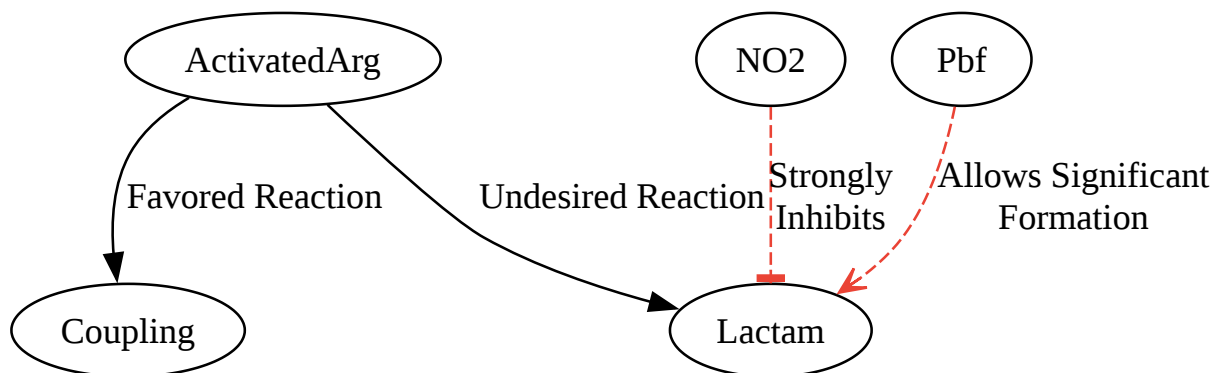 ActivatedArg
NO2
Pbf
Favored Reaction
Undesired Reaction
Strongly
Inhibits
Allows Significant
Formation
Coupling
Lactam